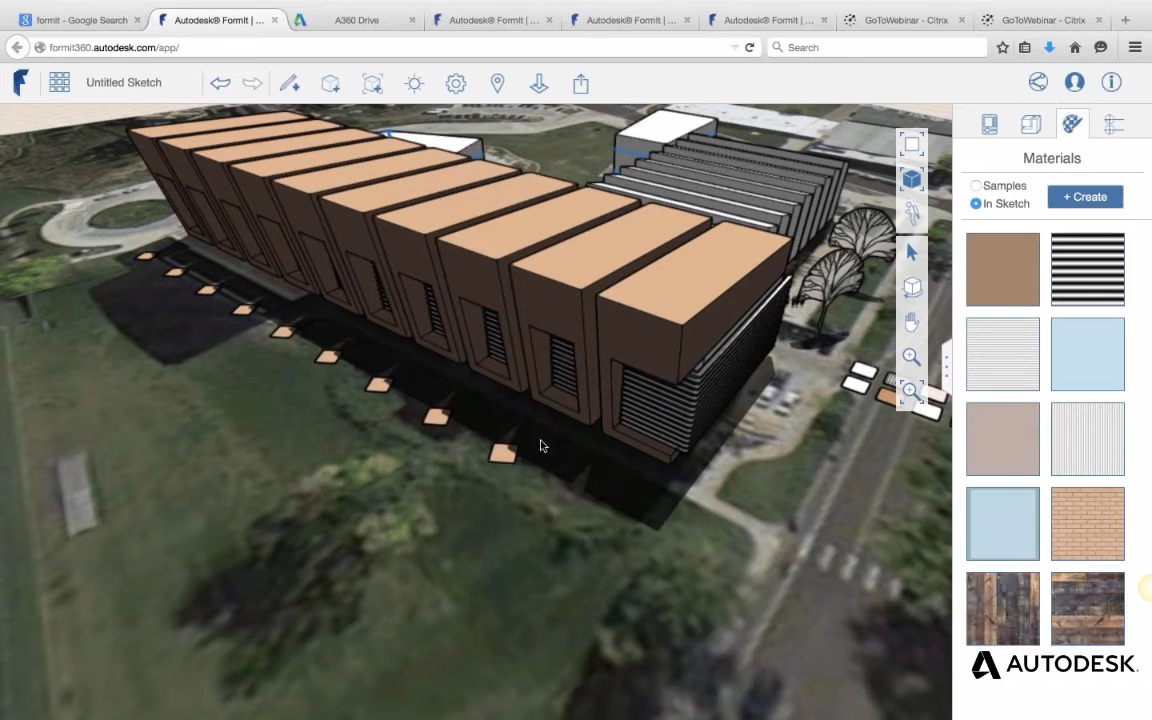 formit - Google Search
Autodesk® FormIt | ...
A360 Drive
Autodesk® FormIt | ...
Autodesk® FormIt | ...
Autodesk® FormIt | ...
GoToWebinar - Citrix
GoToWebinar - Citrix
formit360.autodesk.com/app/
Search
Untitled Sketch
Materials
Samples
In Sketch
+ Create
AUTODESK.